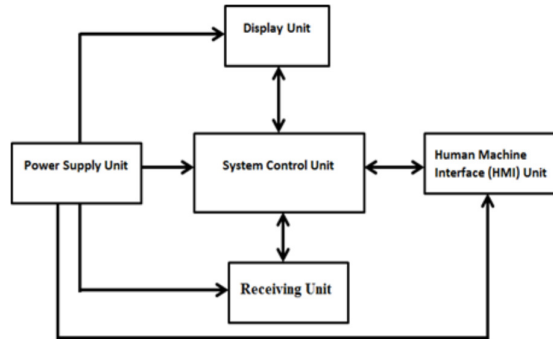 Display Unit
Power Supply Unit
System Control Unit
Human Machine
Interface (HMI) Unit
Receiving Unit